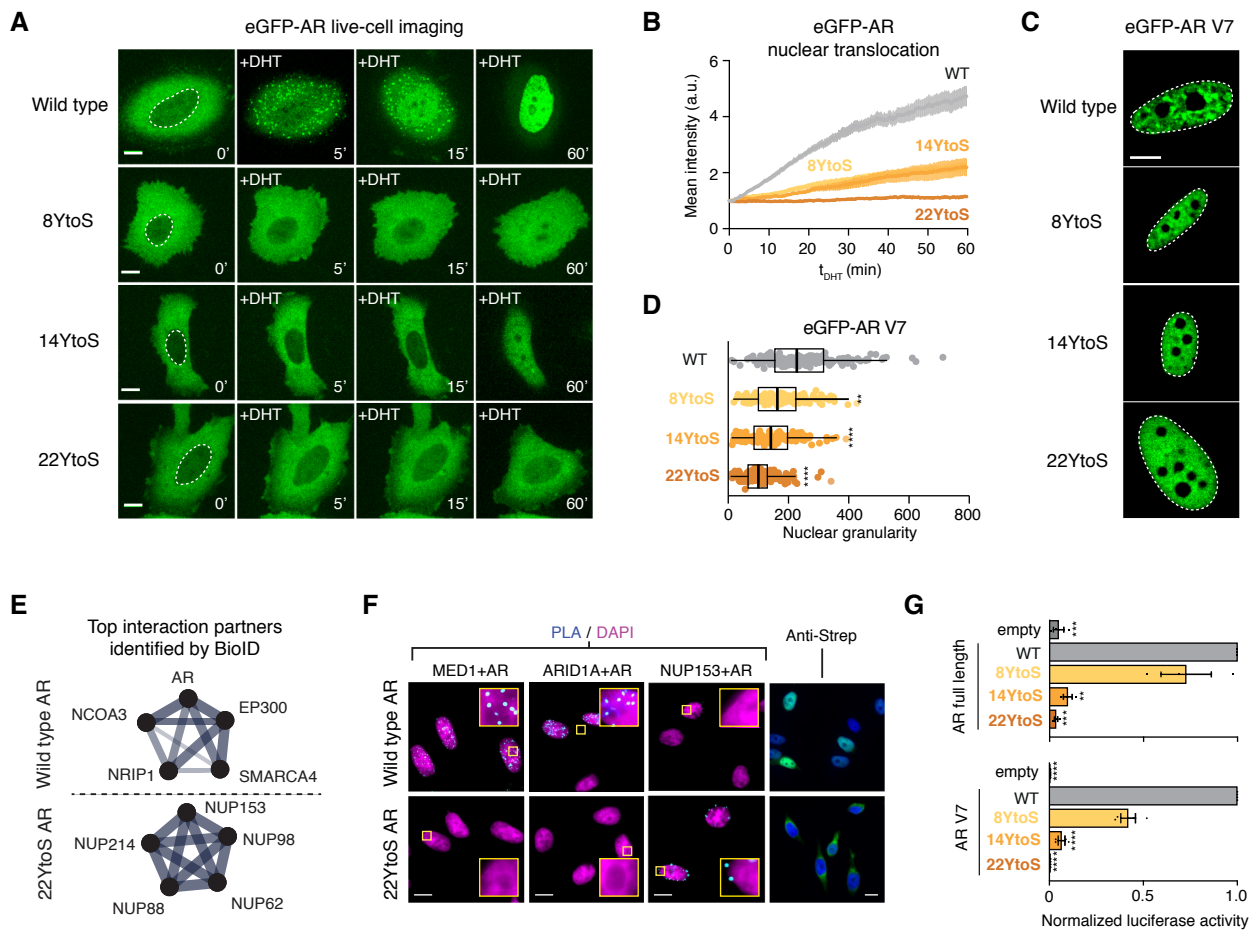 A
eGFP-AR live-cell imaging
Wild type
0'
+DHT
5'
+DHT
15'
+DHT
60'
8YtoS
0'
+DHT
5'
+DHT
15'
+DHT
60'
14YtoS
0'
+DHT
5'
+DHT
15'
+DHT
60'
22YtoS
0'
+DHT
5'
+DHT
15'
+DHT
60'
B
eGFP-AR
nuclear translocation
Mean intensity (a.u.)
6
4
2
0
WT
14YtoS
8YtoS
22YtoS
0 10 20 30 40 50 60
tDHT (min)
C
eGFP-AR V7
Wild type
8YtoS
14YtoS
22YtoS
D
eGFP-AR V7
WT
8YtoS
**
14YtoS
****
22YtoS
****
0 200 400 600 800
Nuclear granularity
E
Top interaction partners
identified by BioID
Wild type AR
AR
NCOA3
EP300
NRIP1
SMARCA4
22YtoS AR
NUP153
NUP214
NUP98
NUP88
NUP62
F
PLA / DAPI
Anti-Strep
MED1+AR
ARID1A+AR
NUP153+AR
Wild type AR
22YtoS AR
G
AR full length
empty
***
WT
8YtoS
14YtoS
**
22YtoS
***
0 0.5 1.0
AR V7
empty
****
WT
8YtoS
14YtoS
****
22YtoS
****
0 0.5 1.0
Normalized luciferase activity